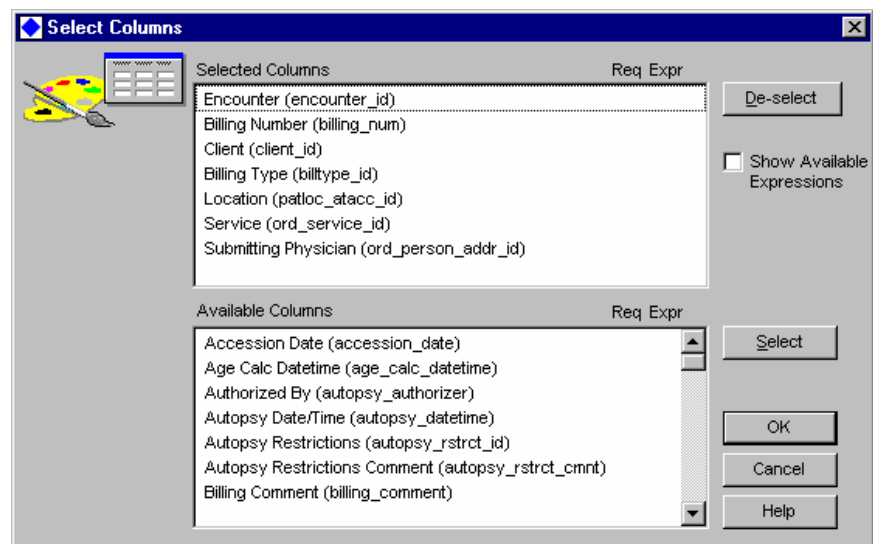 Select Columns
Selected Columns Req Expr
Encounter (encounter_id)
Billing Number (billing_num)
Client (client_id)
Billing Type (billtype_id)
Location (patloc_atacc_id)
Service (ord_service_id)
Submitting Physician (ord_person_addr_id)
De-select
Show Available
Expressions
Available Columns Req Expr
Accession Date (accession_date)
Age Calc Datetime (age_calc_datetime)
Authorized By (autopsy_authorizer)
Autopsy Date/Time (autopsy_datetime)
Autopsy Restrictions (autopsy_rstrct_id)
Autopsy Restrictions Comment (autopsy_rstrct_cmnt)
Billing Comment (billing_comment)
Select
OK
Cancel
Help